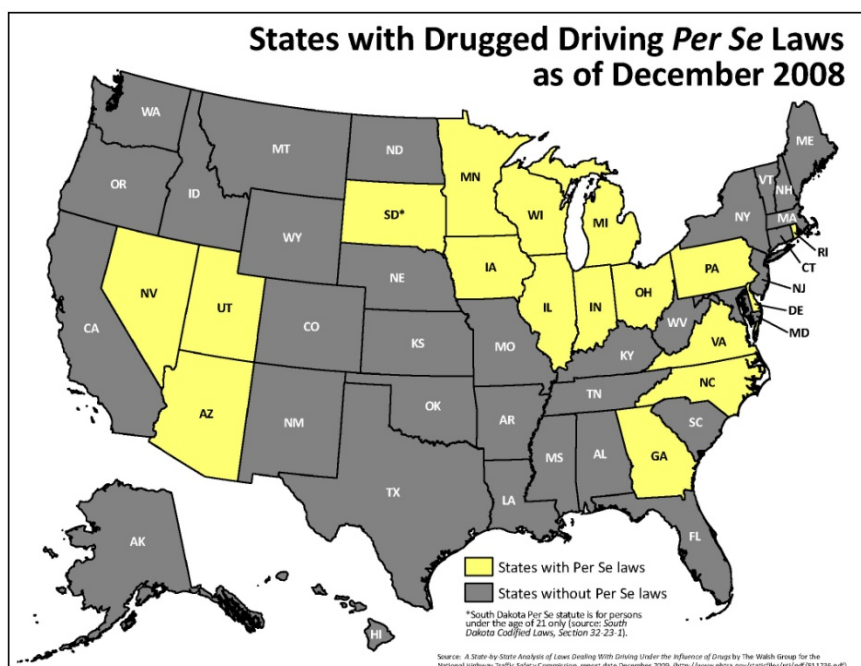 States with Drugged Driving Per Se Laws
as of December 2008
WA
MT
ND
MN
ME
OR
ID
SD*
WI
MI
VT
NH
NY
MA
WY
RI
CT
IA
PA
NE
NJ
NV
UT
IL
IN
OH
DE
CA
CO
WV
MD
KS
MO
VA
KY
NC
TN
AZ
NM
OK
AR
SC
MS
AL
GA
TX
LA
FL
AK
HI
States with Per Se laws
States without Per Se laws
*South Dakota Per Se statute is for persons
under the age of 21 only (source: South
Dakota Codified Laws, Section 32-23-1).
Source: A State-by-State Analysis of Laws Dealing With Driving Under the Influence of Drugs by The Walsh Group for the